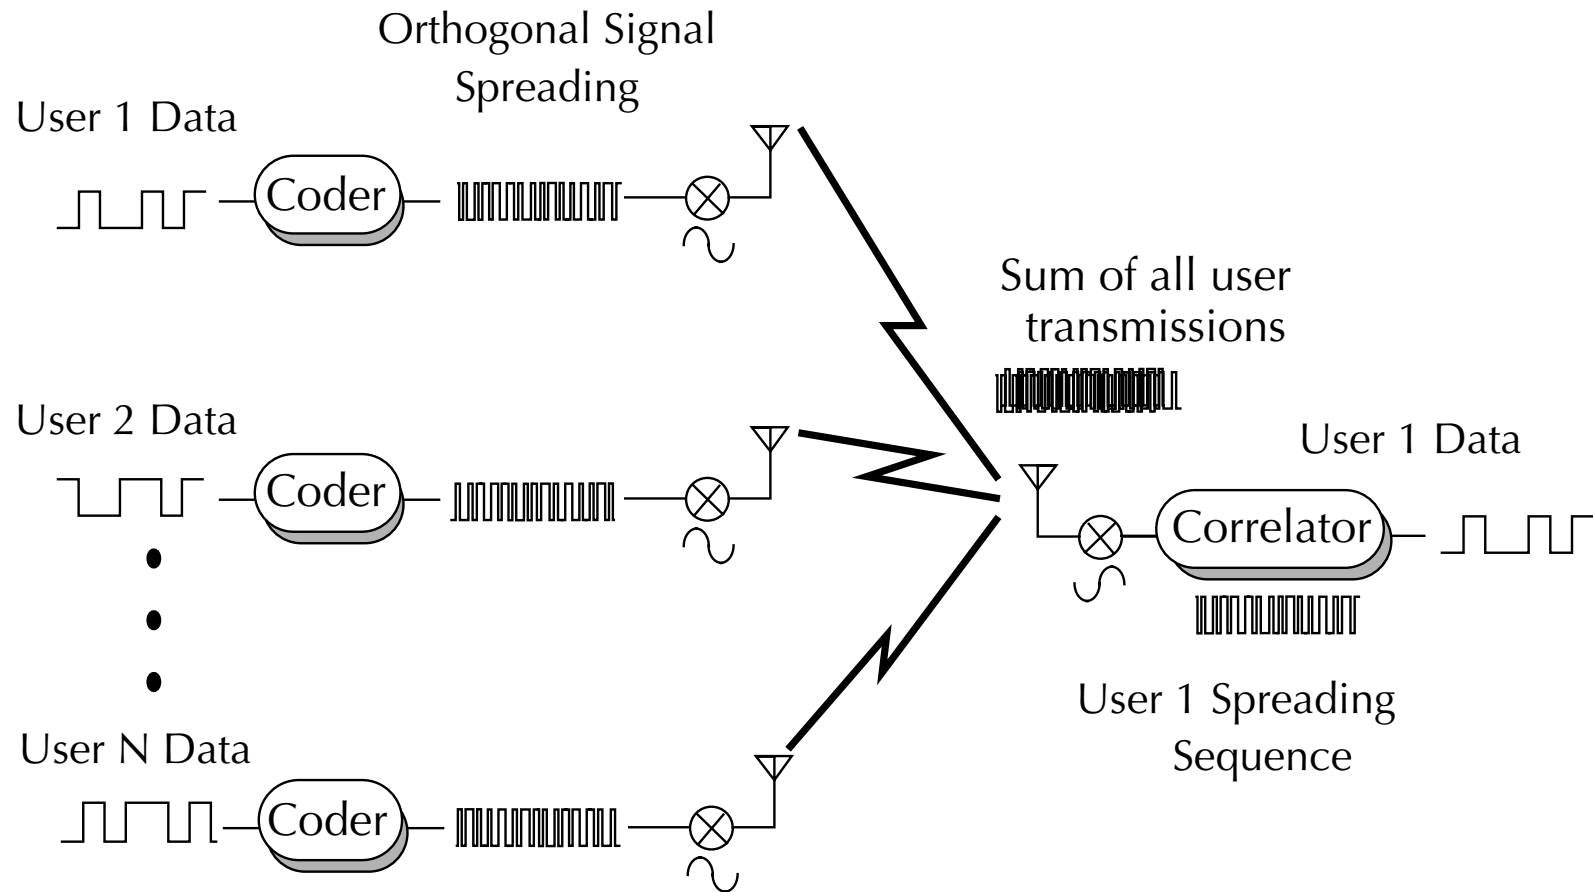 Orthogonal Signal
Spreading
User 1 Data
Coder
Sum of all user
transmissions
User 2 Data
Coder
User 1 Data
Correlator
User 1 Spreading
Sequence
User N Data
Coder